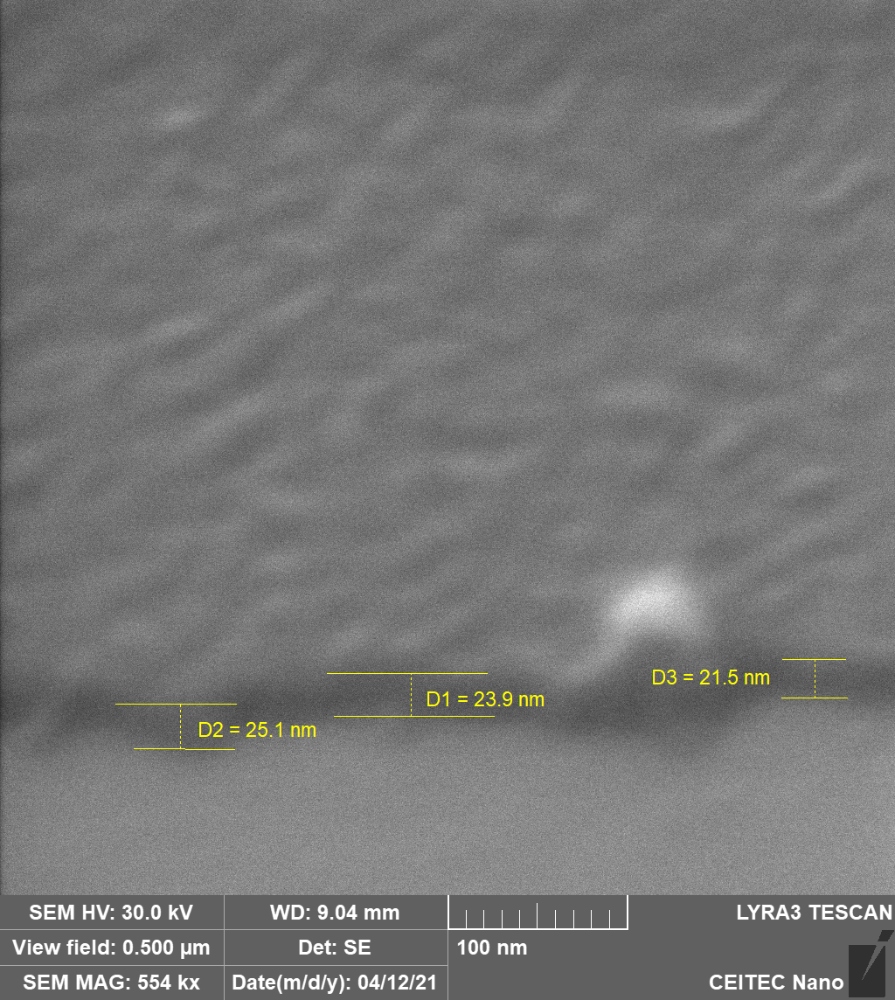 D3 = 21.5 nm
D1 = 23.9 nm
D2 = 25.1 nm
SEM HV: 30.0 kV
WD: 9.04 mm
LYRA3 TESCAN
View field: 0.500 µm
Det: SE
100 nm
SEM MAG: 554 kx
Date(m/d/y): 04/12/21
CEITEC Nano